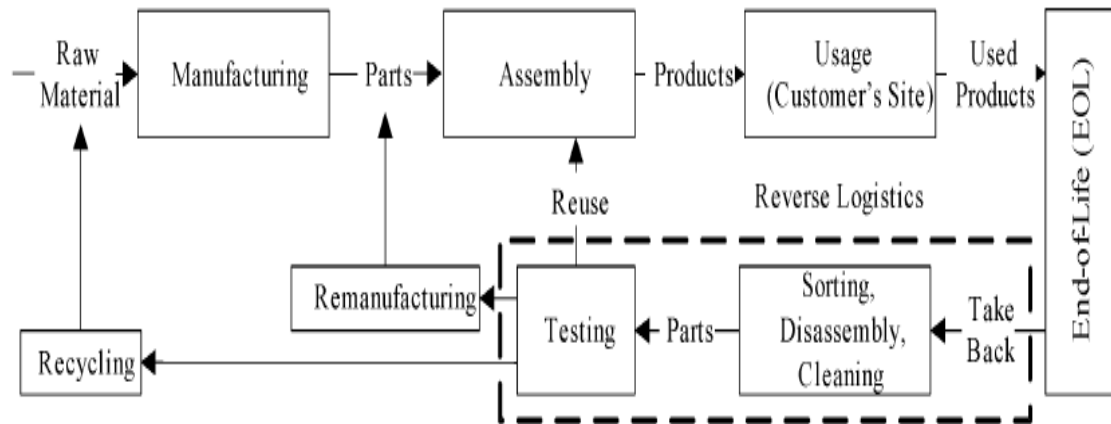 Raw
Material
Manufacturing
Parts
Assembly
Products
Usage
(Customer's Site)
Used
Products
End-of-Life (EOL)
Reuse
Reverse Logistics
Remanufacturing
Recycling
Testing
Parts
Sorting,
Disassembly,
Cleaning
Take
Back